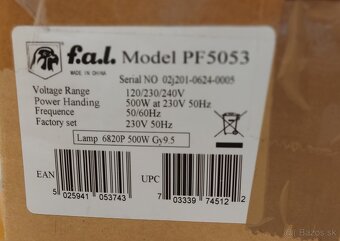 f.a.l. Model PF5053
MADE IN CHINA
Serial NO 02j201-0624-0005
Voltage Range 120/230/240V
Power Handing 500W at 230V 50Hz
Frequence 50/60Hz
Factory set 230V 50Hz
Lamp 6820P 500W Gy9.5
EAN 5 025941 053743
UPC 7 03339 74512 2
Bazos.sk